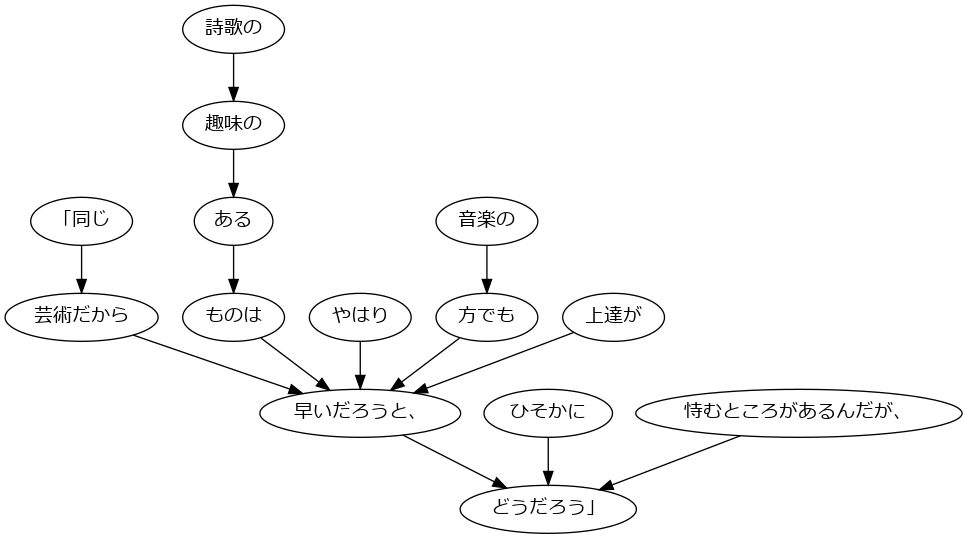 詩歌の
趣味の
「同じ
ある
音楽の
芸術だから
ものは
やはり
方でも
上達が
早いだろうと、
ひそかに
恃むところがあるんだが、
どうだろう」